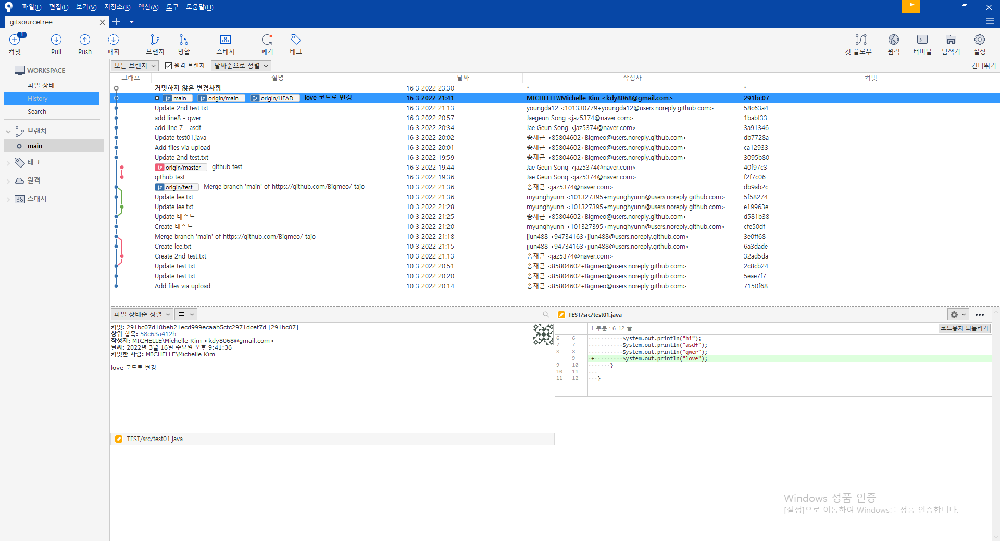 파일(F) 편집(E) 보기(V) 저장소(R) 액션(A) 도구 도움말(H)
gitsourcetree
1
커밋 Pull Push 패치 브랜치 병합 스태시 폐기 태그 깃 플로우... 원격 터미널 탐색기 설정
WORKSPACE
파일 상태
History
Search
브랜치
main
태그
원격
스태시
모든 브랜치 원격 브랜치 날짜순으로 정렬 건너뛰기:
그래프 설명 날짜 작성자 커밋
커밋하지 않은 변경사항 16 3 2022 23:30 * *
main origin/main origin/HEAD love 코드로 변경 16 3 2022 21:41 MICHELLE₩Michelle Kim <kdy8068@gmail.com> 291bc07
Update 2nd test.txt 16 3 2022 21:13 youngda12 <101330779+youngda12@users.noreply.github.com> 58c63a4
add line8 - qwer 16 3 2022 20:57 Jaegeun Song <jaz5374@naver.com> 1babf33
add line 7 - asdf 16 3 2022 20:34 Jae Geun Song <jaz5374@naver.com> 3a91346
Update test01.java 16 3 2022 20:02 송재근 <85804602+Bigmeo@users.noreply.github.com> db7728a
Add files via upload 16 3 2022 20:01 송재근 <85804602+Bigmeo@users.noreply.github.com> ca12933
Update 2nd test.txt 16 3 2022 19:59 송재근 <85804602+Bigmeo@users.noreply.github.com> 3095b80
origin/master github test 16 3 2022 19:44 Jae Geun Song <jaz5374@naver.com> 40f97c3
github test 16 3 2022 19:36 Jae Geun Song <jaz5374@naver.com> f2f7c06
origin/test Merge branch 'main' of https://github.com/Bigmeo/-tajo 10 3 2022 21:36 송재근 <jaz5374@naver.com> db9ab2c
Update lee.txt 10 3 2022 21:36 myunghyunn <101327395+myunghyunn@users.noreply.github.com> 5f58274
Update lee.txt 10 3 2022 21:28 myunghyunn <101327395+myunghyunn@users.noreply.github.com> e19963e
Update 테스트 10 3 2022 21:25 송재근 <85804602+Bigmeo@users.noreply.github.com> d581b38
Create 테스트 10 3 2022 21:20 myunghyunn <101327395+myunghyunn@users.noreply.github.com> cfe50df
Merge branch 'main' of https://github.com/Bigmeo/-tajo 10 3 2022 21:18 jjun488 <94734163+jjun488@users.noreply.github.com> 3e0ff68
Create lee.txt 10 3 2022 21:15 jjun488 <94734163+jjun488@users.noreply.github.com> 6a3dade
Create 2nd test.txt 10 3 2022 21:13 송재근 <jaz5374@naver.com> 32ad5da
Update test.txt 10 3 2022 20:51 송재근 <85804602+Bigmeo@users.noreply.github.com> 2c8cb24
Update test.txt 10 3 2022 20:20 송재근 <85804602+Bigmeo@users.noreply.github.com> 5eae7f7
Add files via upload 10 3 2022 20:14 송재근 <85804602+Bigmeo@users.noreply.github.com> 7150f68
파일 상태순 정렬
커밋: 291bc07d18beb21ecd999ecaab5cfc2971dcef7d [291bc07]
상위 항목: 58c63a412b
작성자: MICHELLE\Michelle Kim <kdy8068@gmail.com>
날짜: 2022년 3월 16일 수요일 오후 9:41:36
커밋한 사람: MICHELLE\Michelle Kim
love 코드로 변경
TEST/src/test01.java
TEST/src/test01.java
1 부분 : 6-12 줄 코드뭉치 되돌리기
6 6 System.out.println("hi");
7 7 System.out.println("asdf");
8 8 System.out.println("qwer");
9 + System.out.println("love");
9 10 }
10 11
11 12 }
Windows 정품 인증
[설정]으로 이동하여 Windows를 정품 인증합니다.